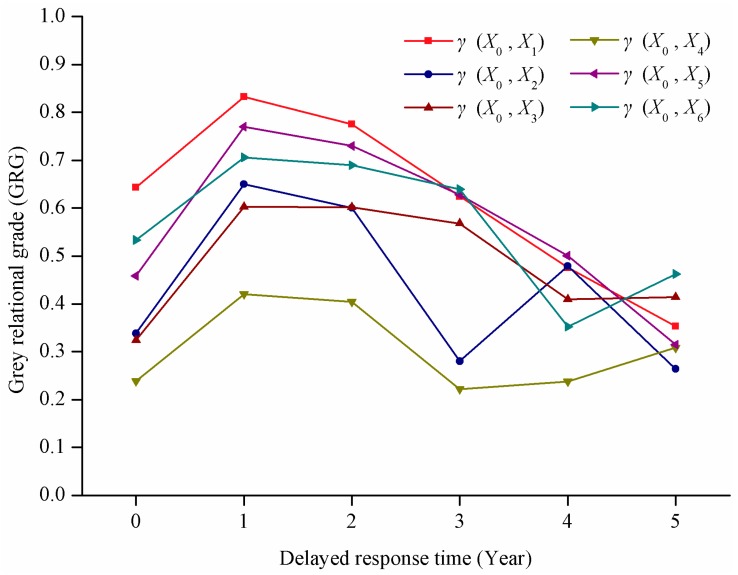 1.0
0.9
0.8
0.7
0.6
0.5
0.4
0.3
0.2
0.1
0.0
Grey relational grade (GRG)
γ (X₀ , X₁)
γ (X₀ , X₂)
γ (X₀ , X₃)
γ (X₀ , X₄)
γ (X₀ , X₅)
γ (X₀ , X₆)
0 1 2 3 4 5
Delayed response time (Year)